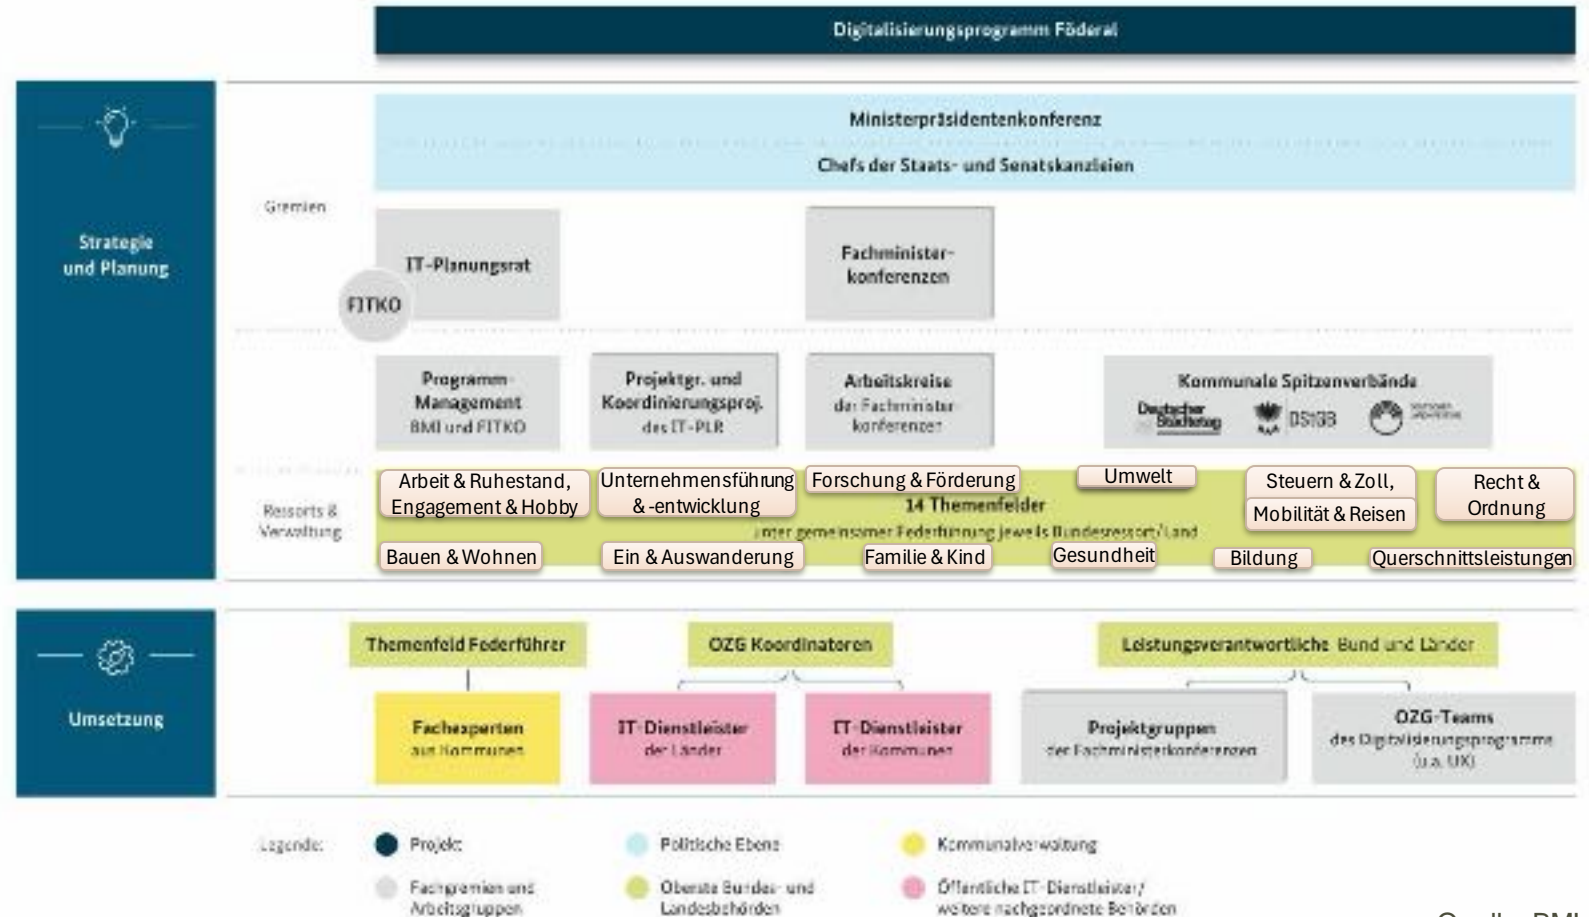 Digitalisierungsprogramm Föderal
Strategie
und Planung
Gremien
Ministerpräsidentenkonferenz
Chefs der Staats- und Senatskanzleien
IT-Planungsrat
FITKO
Fachminister-
konferenzen
Programm-
Management
BMI und FITKO
Projektgr. und
Koordinierungsproj.
des IT-PLR
Arbeitskreise
der Fachminister-
konferenzen
Kommunale Spitzenverbände
Deutscher
Städtetag
DStGB
Ressorts &
Verwaltung
Arbeit & Ruhestand,
Engagement & Hobby
Unternehmensführung
& -entwicklung
Forschung & Förderung
Umwelt
Steuern & Zoll,
Mobilität & Reisen
Recht &
Ordnung
14 Themenfelder
unter gemeinsamer Federführung jeweils Bundesressort/Land
Bauen & Wohnen
Ein & Auswanderung
Familie & Kind
Gesundheit
Bildung
Querschnittsleistungen
Umsetzung
Themenfeld Federführer
OZG Koordinatoren
Leistungsverantwortliche Bund und Länder
Fachexperten
aus Kommunen
IT-Dienstleister
der Länder
IT-Dienstleister
der Kommunen
Projektgruppen
der Fachministerkonferenzen
OZG-Teams
des Digitalisierungsprogramms
(u.a. UX)
Legende:
Projekt
Politische Ebene
Kommunalverwaltung
Fachgremien und
Arbeitsgruppen
Oberste Bundes- und
Landesbehörden
Öffentliche IT-Dienstleister/
weitere nachgeordnete Behörden